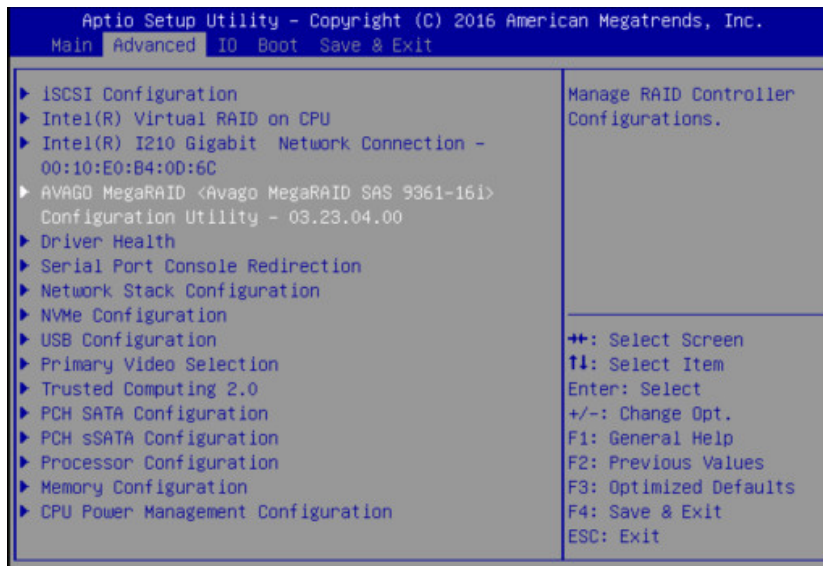 Aptio Setup Utility – Copyright (C) 2016 American Megatrends, Inc.
Main Advanced IO Boot Save & Exit
iSCSI Configuration
Intel(R) Virtual RAID on CPU
Intel(R) I210 Gigabit Network Connection –
00:10:E0:B4:0D:6C
AVAGO MegaRAID <Avago MegaRAID SAS 9361-16i>
Configuration Utility – 03.23.04.00
Driver Health
Serial Port Console Redirection
Network Stack Configuration
NVMe Configuration
USB Configuration
Primary Video Selection
Trusted Computing 2.0
PCH SATA Configuration
PCH sSATA Configuration
Processor Configuration
Memory Configuration
CPU Power Management Configuration
Manage RAID Controller
Configurations.
→←: Select Screen
↑↓: Select Item
Enter: Select
+/-: Change Opt.
F1: General Help
F2: Previous Values
F3: Optimized Defaults
F4: Save & Exit
ESC: Exit